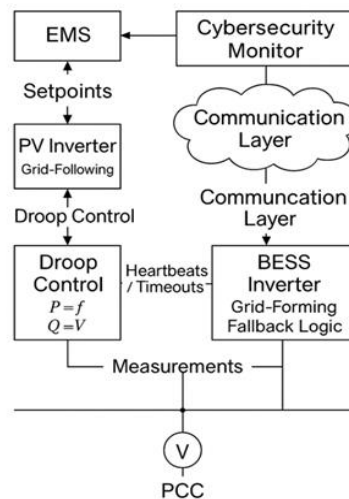 EMS
Cybersecurity
Monitor
Setpoints
Communication
Layer
PV Inverter
Grid-Following
Communcation
Layer
Droop Control
Droop
Control
P=f
Q=V
Heartbeats
/ Timeouts
BESS
Inverter
Grid-Forming
Fallback Logic
Measurements
V
PCC